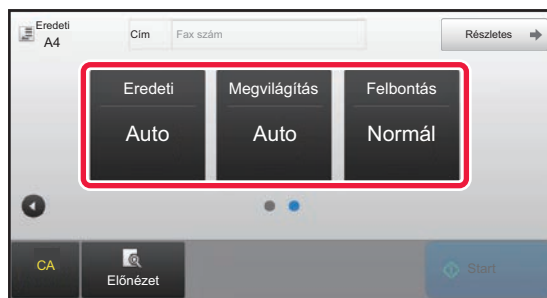 Eredeti
A4
Cím
Fax szám
Részletes
Eredeti
Auto
Megvilágítás
Auto
Felbontás
Normál
CA
Előnézet
Start